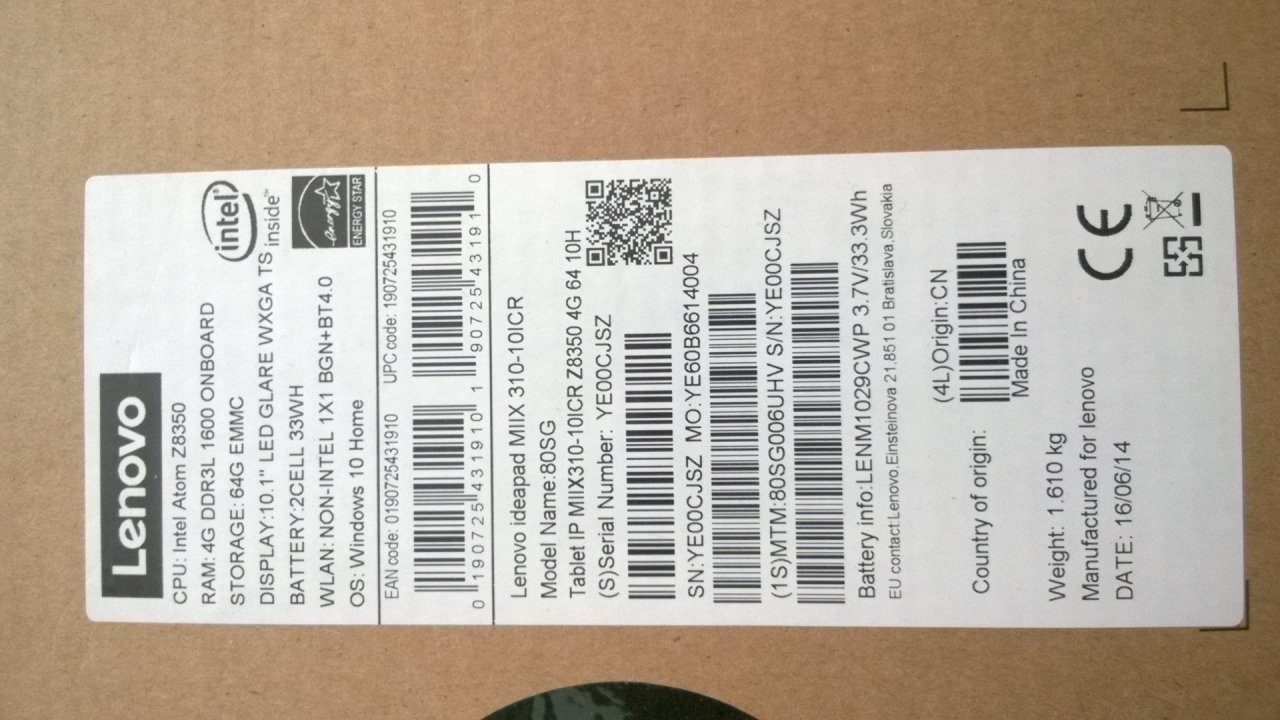 Lenovo
CPU: Intel Atom Z8350
RAM: 4G DDR3L 1600 ONBOARD
STORAGE: 64G EMMC
DISPLAY:10.1" LED GLARE WXGA TS
BATTERY:2CELL 33WH
WLAN: NON-INTEL 1X1 BGN+BT4.0
OS: Windows 10 Home
intel
inside™
energy
ENERGY STAR
EAN code: 0190725431910
UPC code: 190725431910
0 190725 431910
1 90725 43191 0
Lenovo ideapad MIIX 310-10ICR
Model Name:80SG
Tablet IP MIIX310-10ICR Z8350 4G 64 10H
(S)Serial Number: YE00CJSZ
SN:YE00CJSZ MO:YE60B6614004
(1S)MTM:80SG006UHV S/N:YE00CJSZ
Battery info:LENM1029CWP 3.7V/33.3Wh
EU contact:Lenovo,Einsteinova 21,851 01 Bratislava,Slovakia
(4L)Origin:CN
Country of origin:
Made In China
Weight: 1.610 kg
Manufactured for lenovo
DATE: 16/06/14
CE